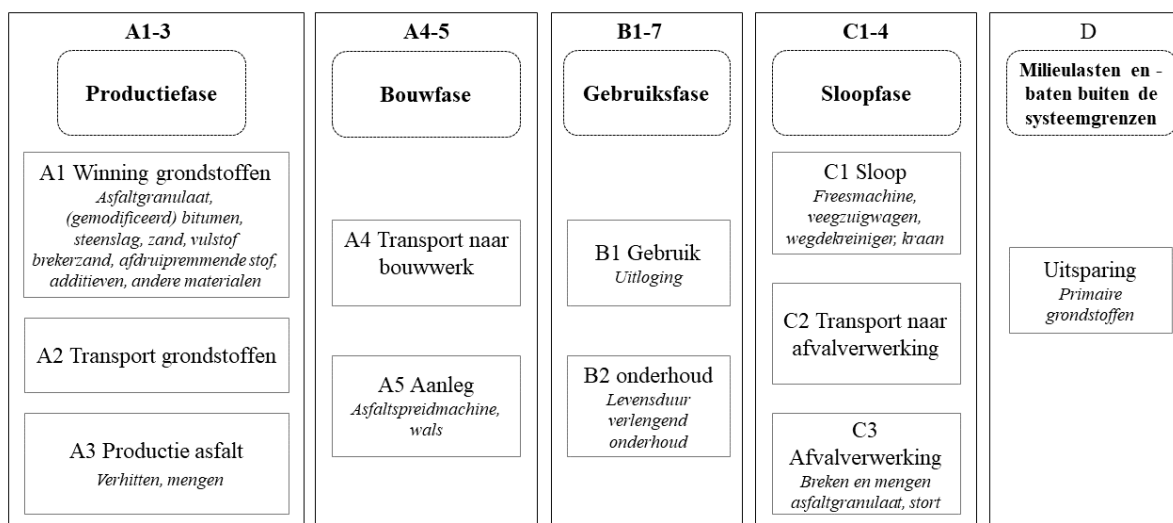 A1-3
Productiefase
A1 Winning grondstoffen
Asfaltgranulaat,
(gemodificeerd) bitumen,
steenslag, zand, vulstof
brekerzand, afdruipremmende stof,
additieven, andere materialen
A2 Transport grondstoffen
A3 Productie asfalt
Verhitten, mengen
A4-5
Bouwfase
A4 Transport naar
bouwwerk
A5 Aanleg
Asfaltspreidmachine,
wals
B1-7
Gebruiksfase
B1 Gebruik
Uitloging
B2 onderhoud
Levensduur
verlengend
onderhoud
C1-4
Sloopfase
C1 Sloop
Freesmachine,
veegzuigwagen,
wegdekreiniger, kraan
C2 Transport naar
afvalverwerking
C3
Afvalverwerking
Breken en mengen
asfaltgranulaat, stort
D
Milieulasten en -
baten buiten de
systeemgrenzen
Uitsparing
Primaire
grondstoffen